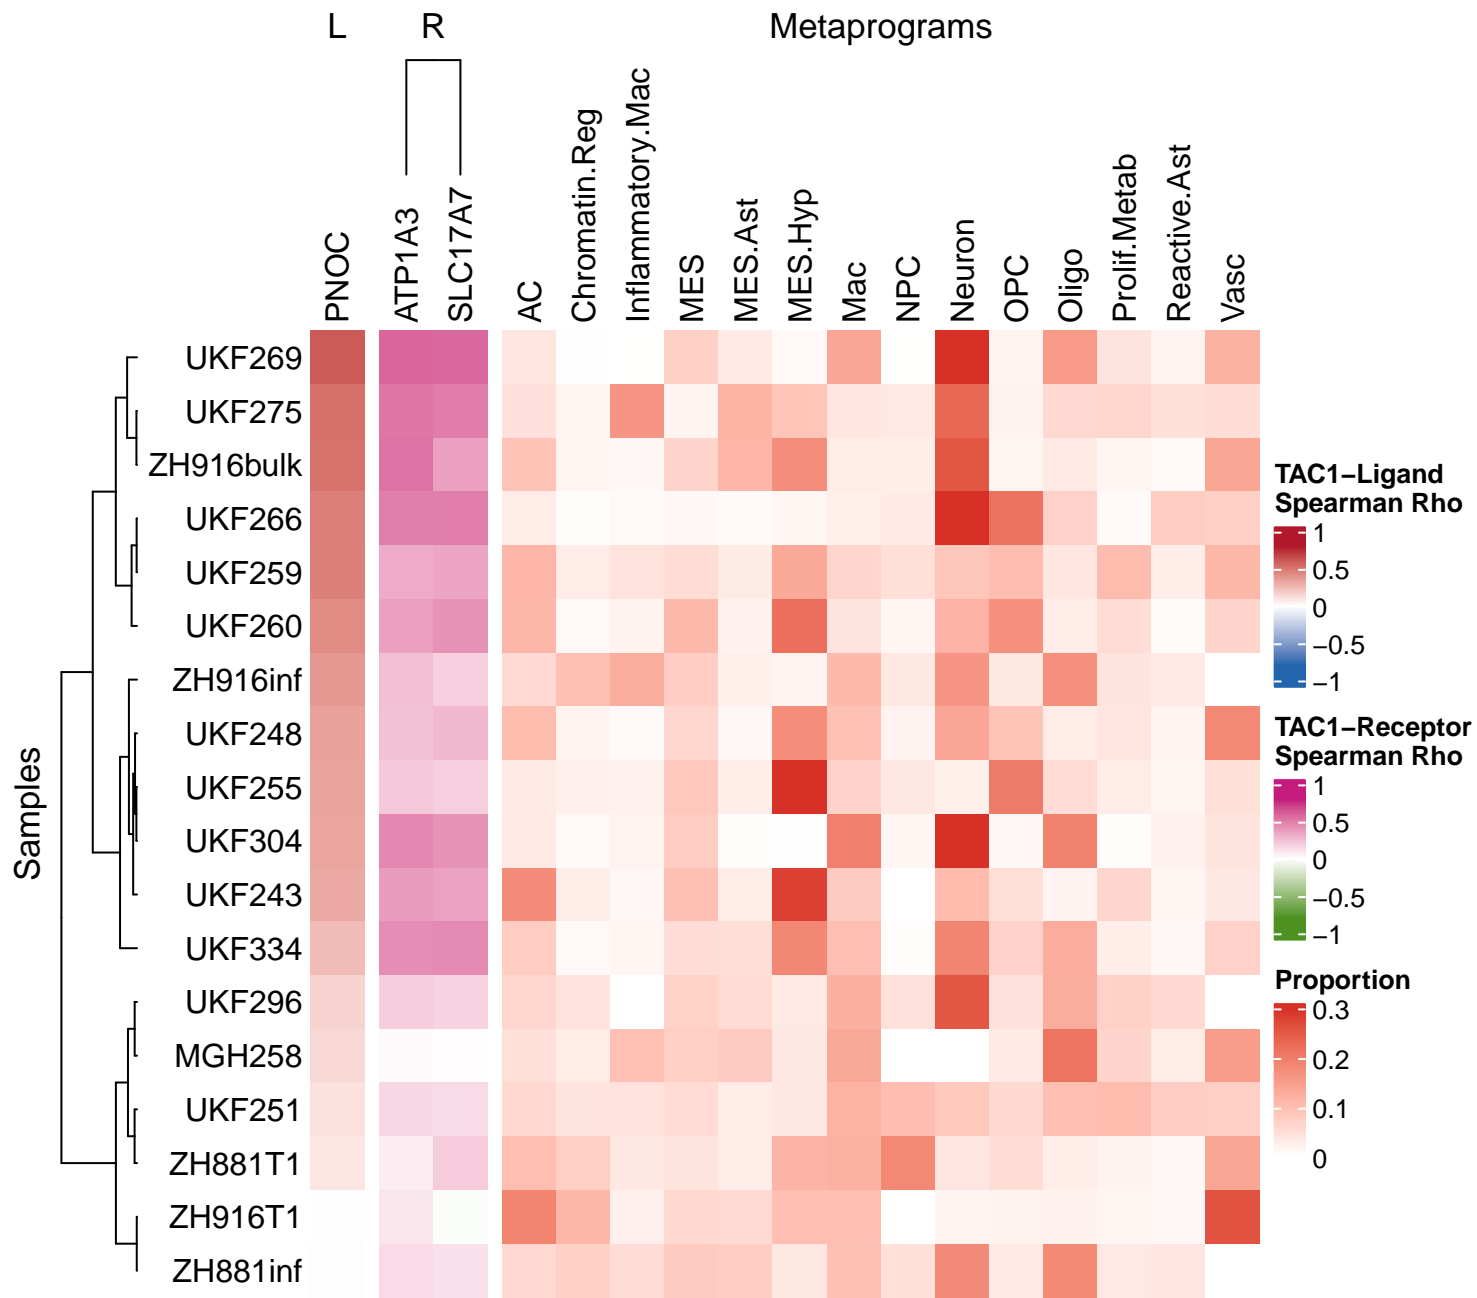 L
R
Metaprograms
PNOC
ATP1A3
SLC17A7
AC
Chromatin.Reg
Inflammatory.Mac
MES
MES.Ast
MES.Hyp
Mac
NPC
Neuron
OPC
Oligo
Prolif.Metab
Reactive.Ast
Vasc
Samples
UKF269
UKF275
ZH916bulk
UKF266
UKF259
UKF260
ZH916inf
UKF248
UKF255
UKF304
UKF243
UKF334
UKF296
MGH258
UKF251
ZH881T1
ZH916T1
ZH881inf
TAC1−Ligand
Spearman Rho
1
0.5
0
−0.5
−1
TAC1−Receptor
Spearman Rho
1
0.5
0
−0.5
−1
Proportion
0.3
0.2
0.1
0